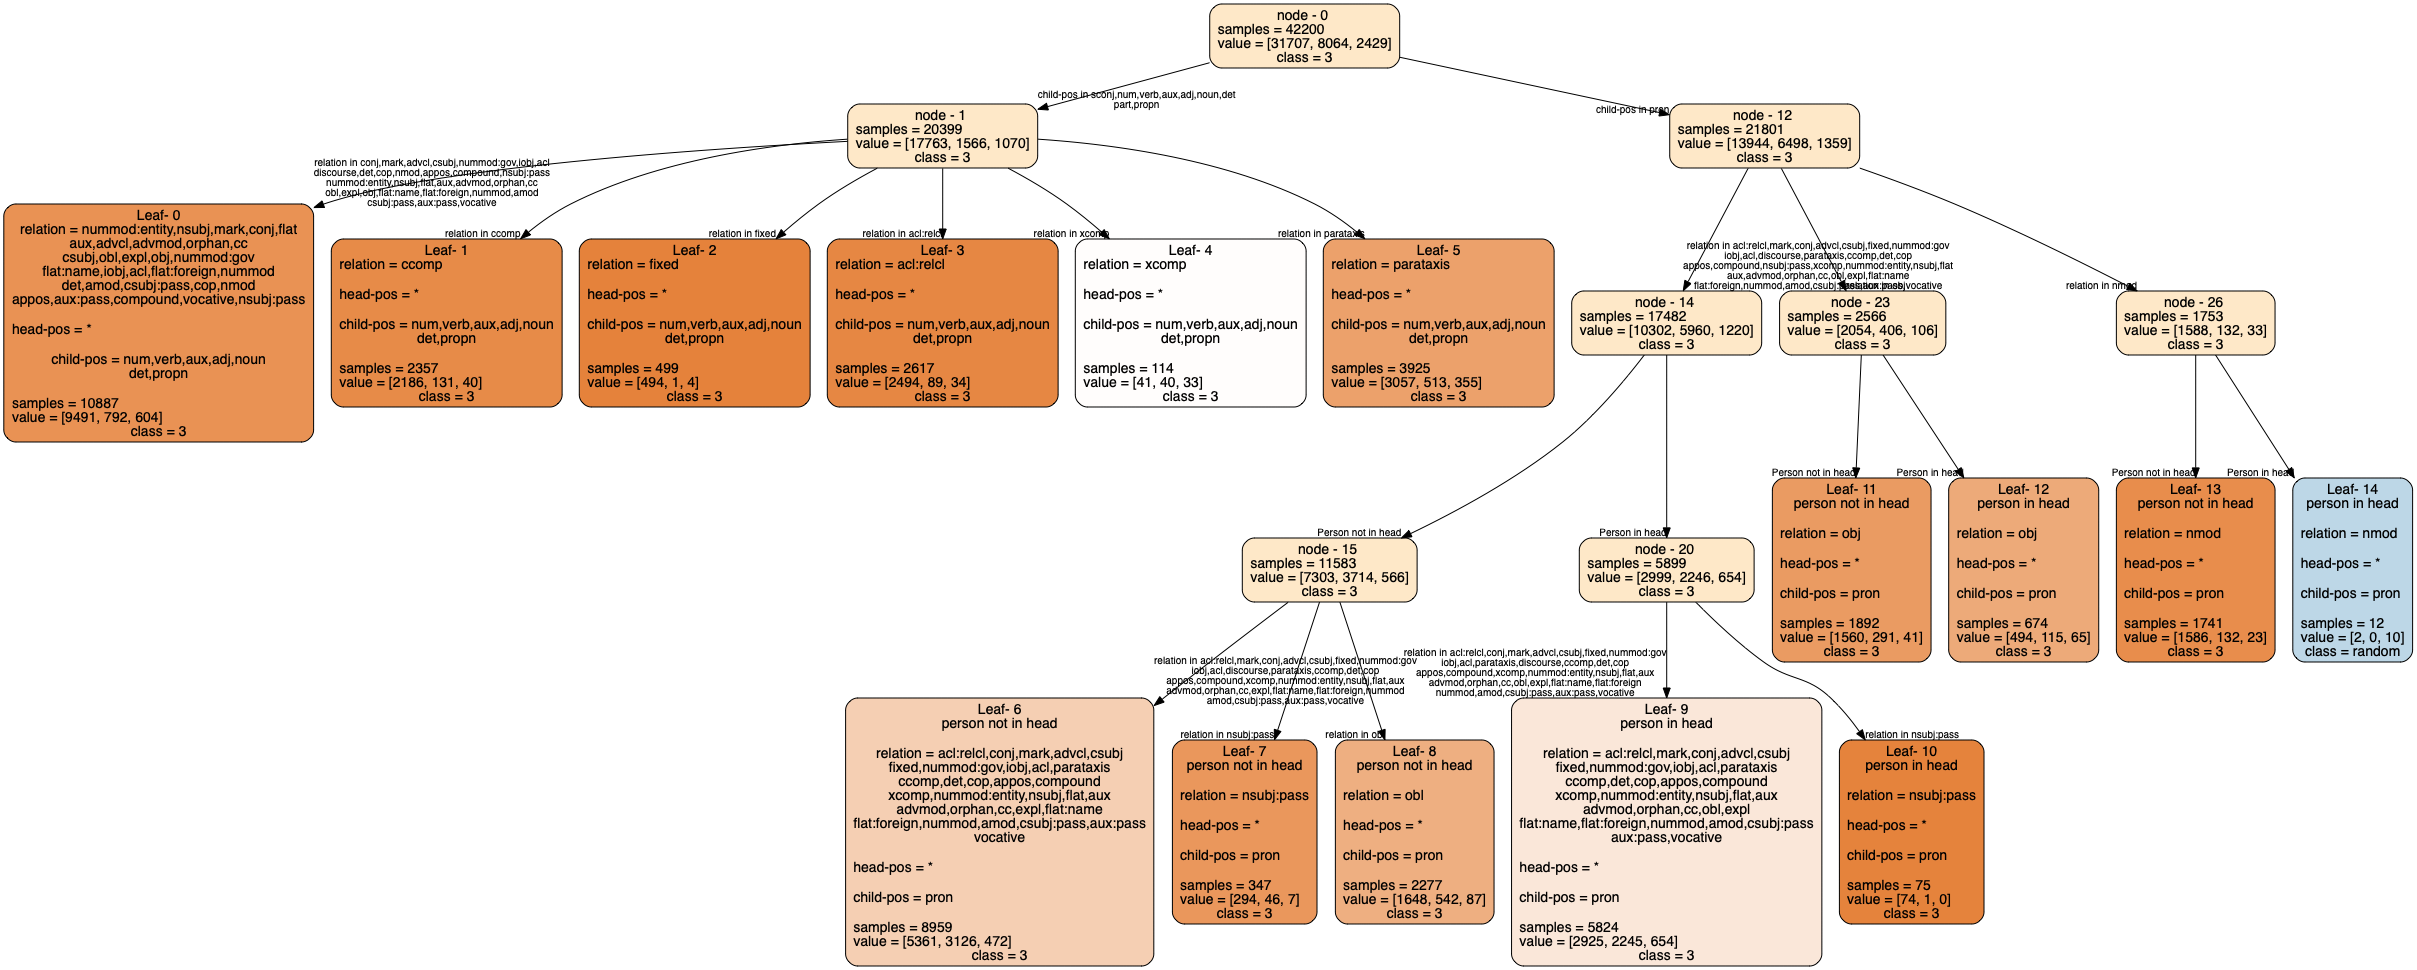 node - 0
samples = 42200
value = [31707, 8064, 2429]
class = 3
child-pos in sconj,num,verb,aux,adj,noun,det
part,propn
child-pos in pron
node - 1
samples = 20399
value = [17763, 1566, 1070]
class = 3
node - 12
samples = 21801
value = [13944, 6498, 1359]
class = 3
relation in conj,mark,advcl,csubj,nummod:gov,iobj,acl
discourse,det,cop,nmod,appos,compound,nsubj:pass
nummod:entity,nsubj,flat,aux,advmod,orphan,cc
obl,expl,obj,flat:name,flat:foreign,nummod,amod
csubj:pass,aux:pass,vocative
relation in ccomp
relation in fixed
relation in acl:relcl
relation in xcomp
relation in parataxis
Leaf- 0
relation = nummod:entity,nsubj,mark,conj,flat
aux,advcl,advmod,orphan,cc
csubj,obl,expl,obj,nummod:gov
flat:name,iobj,acl,flat:foreign,nummod
det,amod,csubj:pass,cop,nmod
appos,aux:pass,compound,vocative,nsubj:pass
head-pos = *
child-pos = num,verb,aux,adj,noun
det,propn
samples = 10887
value = [9491, 792, 604]
class = 3
Leaf- 1
relation = ccomp
head-pos = *
child-pos = num,verb,aux,adj,noun
det,propn
samples = 2357
value = [2186, 131, 40]
class = 3
Leaf- 2
relation = fixed
head-pos = *
child-pos = num,verb,aux,adj,noun
det,propn
samples = 499
value = [494, 1, 4]
class = 3
Leaf- 3
relation = acl:relcl
head-pos = *
child-pos = num,verb,aux,adj,noun
det,propn
samples = 2617
value = [2494, 89, 34]
class = 3
Leaf- 4
relation = xcomp
head-pos = *
child-pos = num,verb,aux,adj,noun
det,propn
samples = 114
value = [41, 40, 33]
class = 3
Leaf- 5
relation = parataxis
head-pos = *
child-pos = num,verb,aux,adj,noun
det,propn
samples = 3925
value = [3057, 513, 355]
class = 3
relation in acl:relcl,mark,conj,advcl,csubj,fixed,nummod:gov
iobj,acl,discourse,parataxis,ccomp,det,cop
appos,compound,nsubj:pass,xcomp,nummod:entity,nsubj,flat
aux,advmod,orphan,cc,obl,expl,flat:name
flat:foreign,nummod,amod,csubj:pass,aux:pass,vocative
relation in nmod
node - 14
samples = 17482
value = [10302, 5960, 1220]
class = 3
node - 23
samples = 2566
value = [2054, 406, 106]
class = 3
node - 26
samples = 1753
value = [1588, 132, 33]
class = 3
Person not in head
Person in head
Person not in head
Person in head
Leaf- 11
person not in head
relation = obj
head-pos = *
child-pos = pron
samples = 1892
value = [1560, 291, 41]
class = 3
Leaf- 12
person in head
relation = obj
head-pos = *
child-pos = pron
samples = 674
value = [494, 115, 65]
class = 3
Leaf- 13
person not in head
relation = nmod
head-pos = *
child-pos = pron
samples = 1741
value = [1586, 132, 23]
class = 3
Leaf- 14
person in head
relation = nmod
head-pos = *
child-pos = pron
samples = 12
value = [2, 0, 10]
class = random
Person not in head
Person in head
node - 15
samples = 11583
value = [7303, 3714, 566]
class = 3
node - 20
samples = 5899
value = [2999, 2246, 654]
class = 3
relation in acl:relcl,conj,mark,advcl,csubj,fixed,nummod:gov
iobj,acl,discourse,parataxis,ccomp,det,cop
appos,compound,xcomp,nummod:entity,nsubj,flat,aux
advmod,orphan,cc,expl,flat:name,flat:foreign,nummod
amod,csubj:pass,aux:pass,vocative
relation in nsubj:pass
relation in obl
relation in acl:relcl,conj,mark,advcl,csubj,fixed,nummod:gov
iobj,acl,parataxis,discourse,ccomp,det,cop
appos,compound,xcomp,nummod:entity,nsubj,flat,aux
advmod,orphan,cc,obl,expl,flat:name,flat:foreign
nummod,amod,csubj:pass,aux:pass,vocative
relation in nsubj:pass
Leaf- 6
person not in head
relation = acl:relcl,conj,mark,advcl,csubj
fixed,nummod:gov,iobj,acl,parataxis
ccomp,det,cop,appos,compound
xcomp,nummod:entity,nsubj,flat,aux
advmod,orphan,cc,expl,flat:name
flat:foreign,nummod,amod,csubj:pass,aux:pass
vocative
head-pos = *
child-pos = pron
samples = 8959
value = [5361, 3126, 472]
class = 3
Leaf- 7
person not in head
relation = nsubj:pass
head-pos = *
child-pos = pron
samples = 347
value = [294, 46, 7]
class = 3
Leaf- 8
person not in head
relation = obl
head-pos = *
child-pos = pron
samples = 2277
value = [1648, 542, 87]
class = 3
Leaf- 9
person in head
relation = acl:relcl,mark,conj,advcl,csubj
fixed,nummod:gov,iobj,acl,parataxis
ccomp,det,cop,appos,compound
xcomp,nummod:entity,nsubj,flat,aux
advmod,orphan,cc,obl,expl
flat:name,flat:foreign,nummod,amod,csubj:pass
aux:pass,vocative
head-pos = *
child-pos = pron
samples = 5824
value = [2925, 2245, 654]
class = 3
Leaf- 10
person in head
relation = nsubj:pass
head-pos = *
child-pos = pron
samples = 75
value = [74, 1, 0]
class = 3